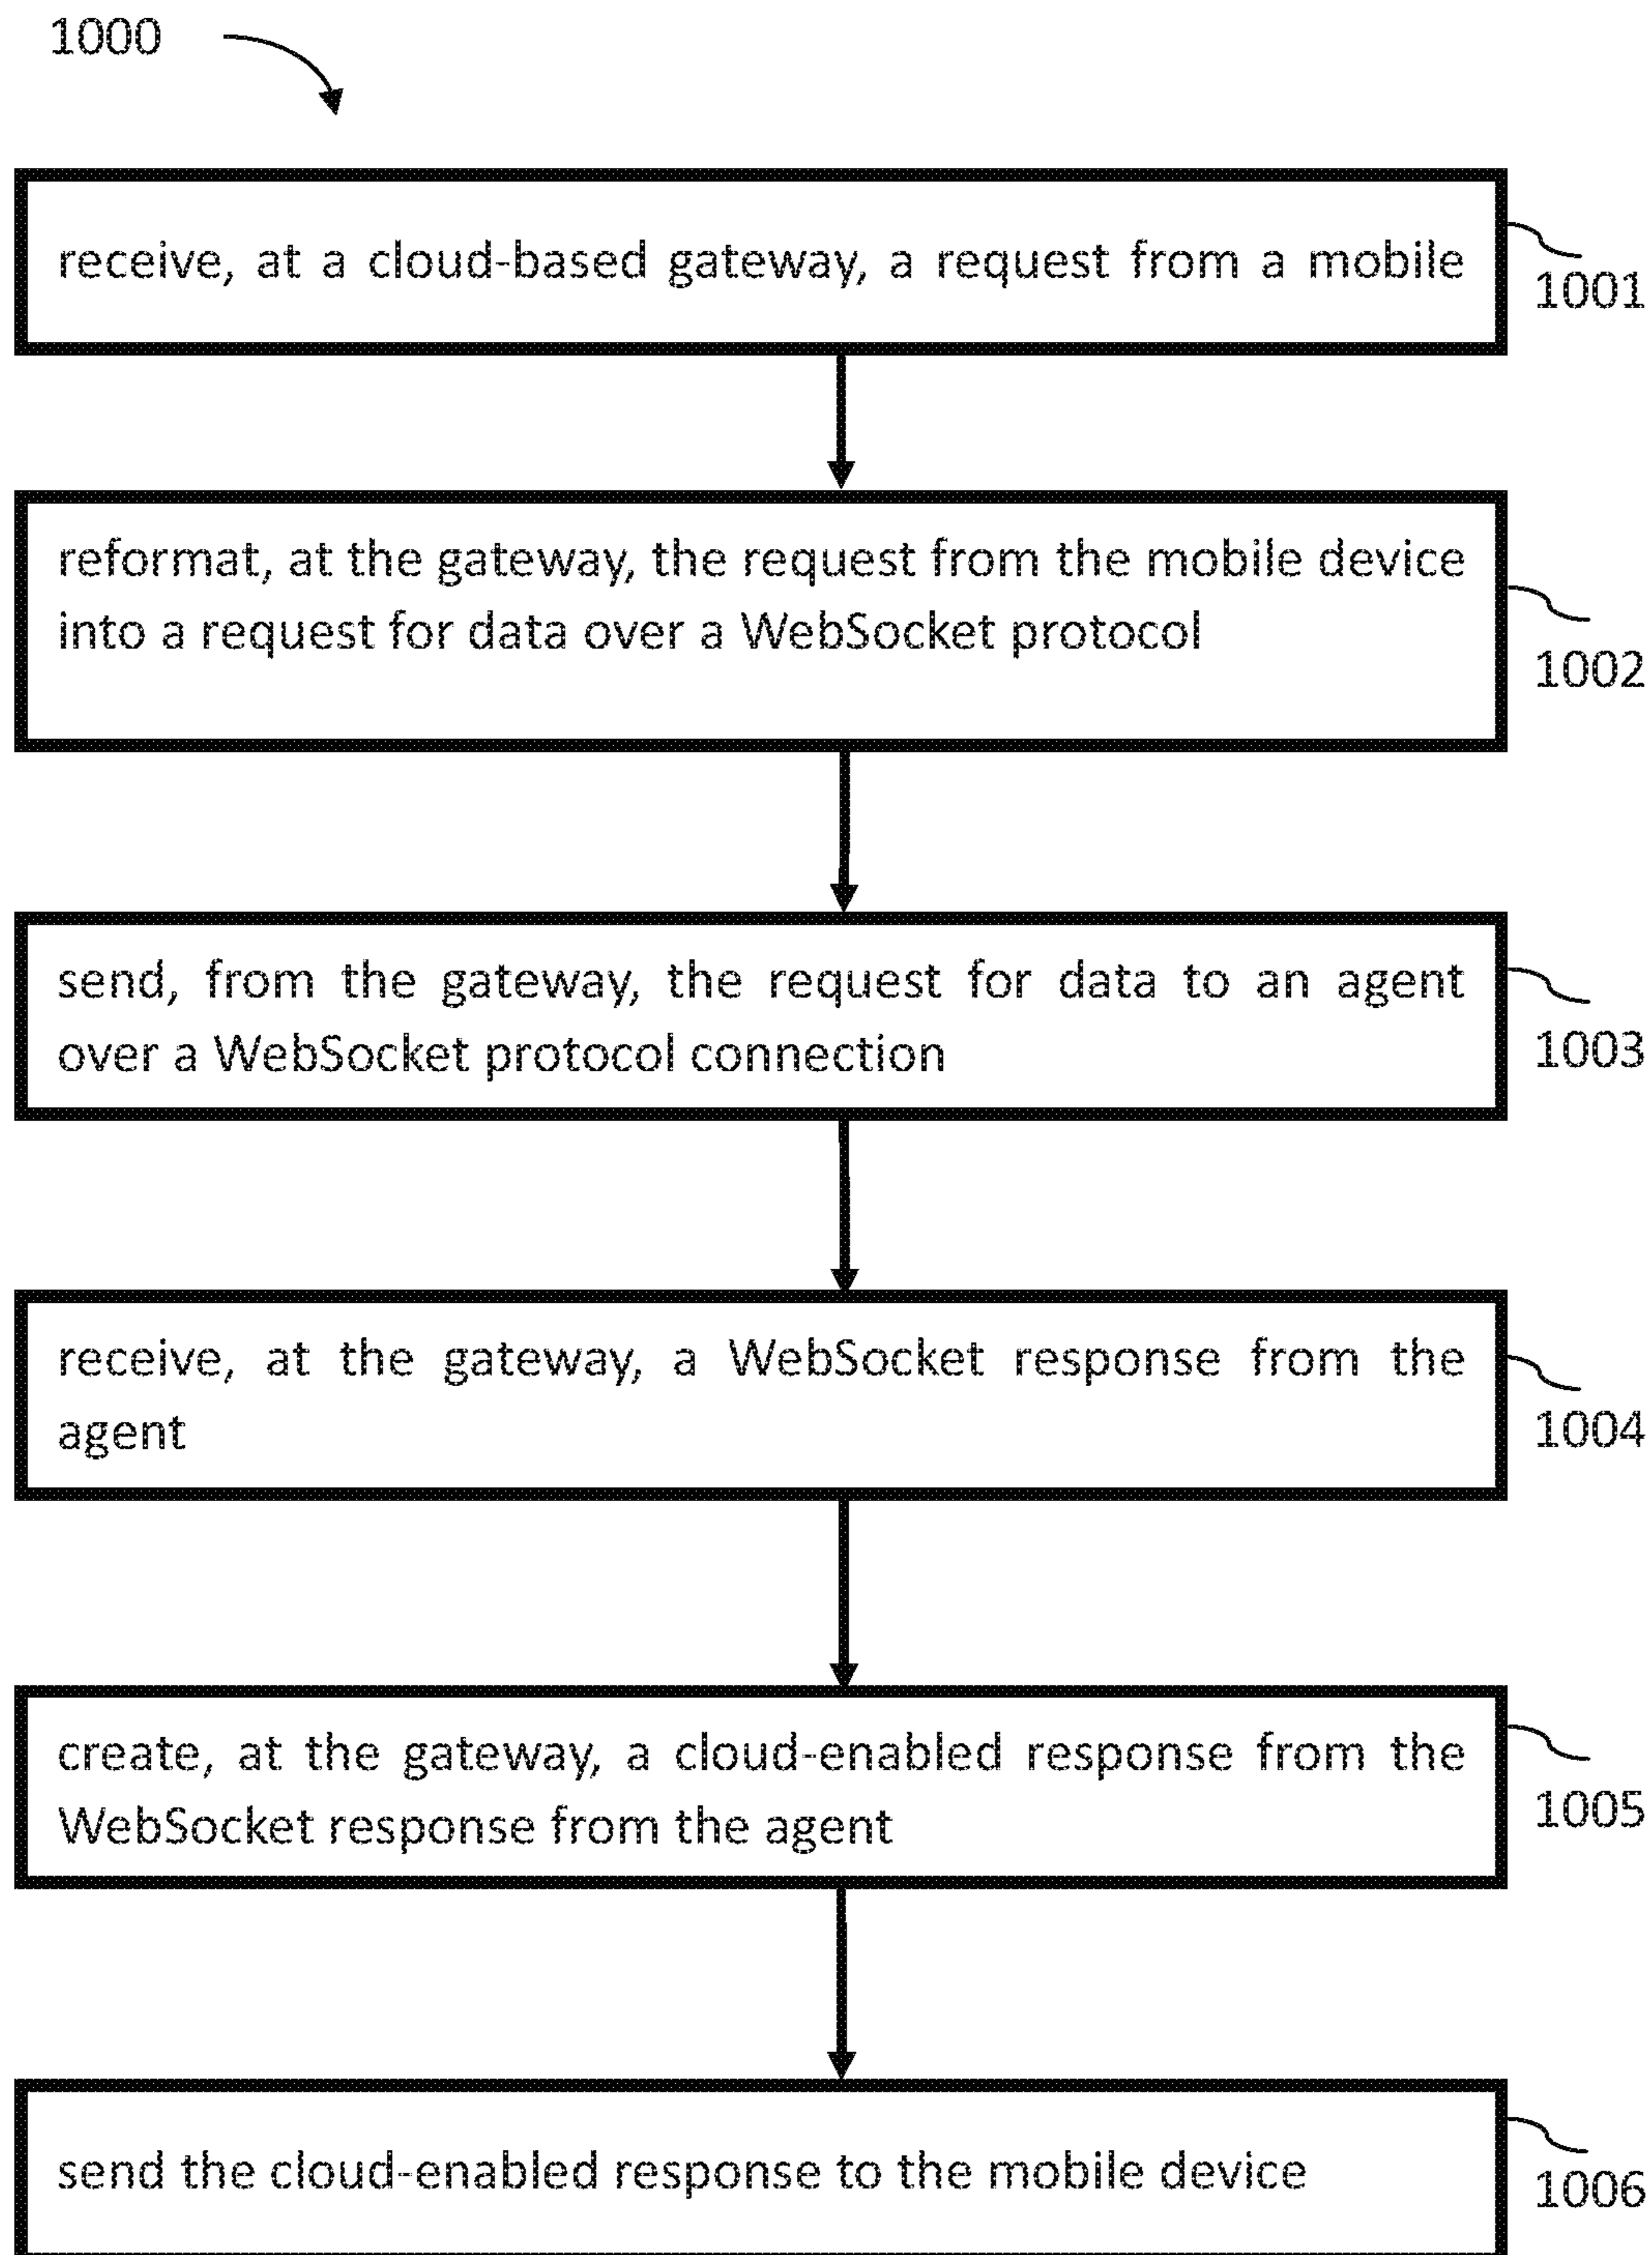 1000
receive, at a cloud-based gateway, a request from a mobile
1001
reformat, at the gateway, the request from the mobile device
into a request for data over a WebSocket protocol
1002
send, from the gateway, the request for data to an agent
over a WebSocket protocol connection
1003
receive, at the gateway, a WebSocket response from the
agent
1004
create, at the gateway, a cloud-enabled response from the
WebSocket response from the agent
1005
send the cloud-enabled response to the mobile device
1006